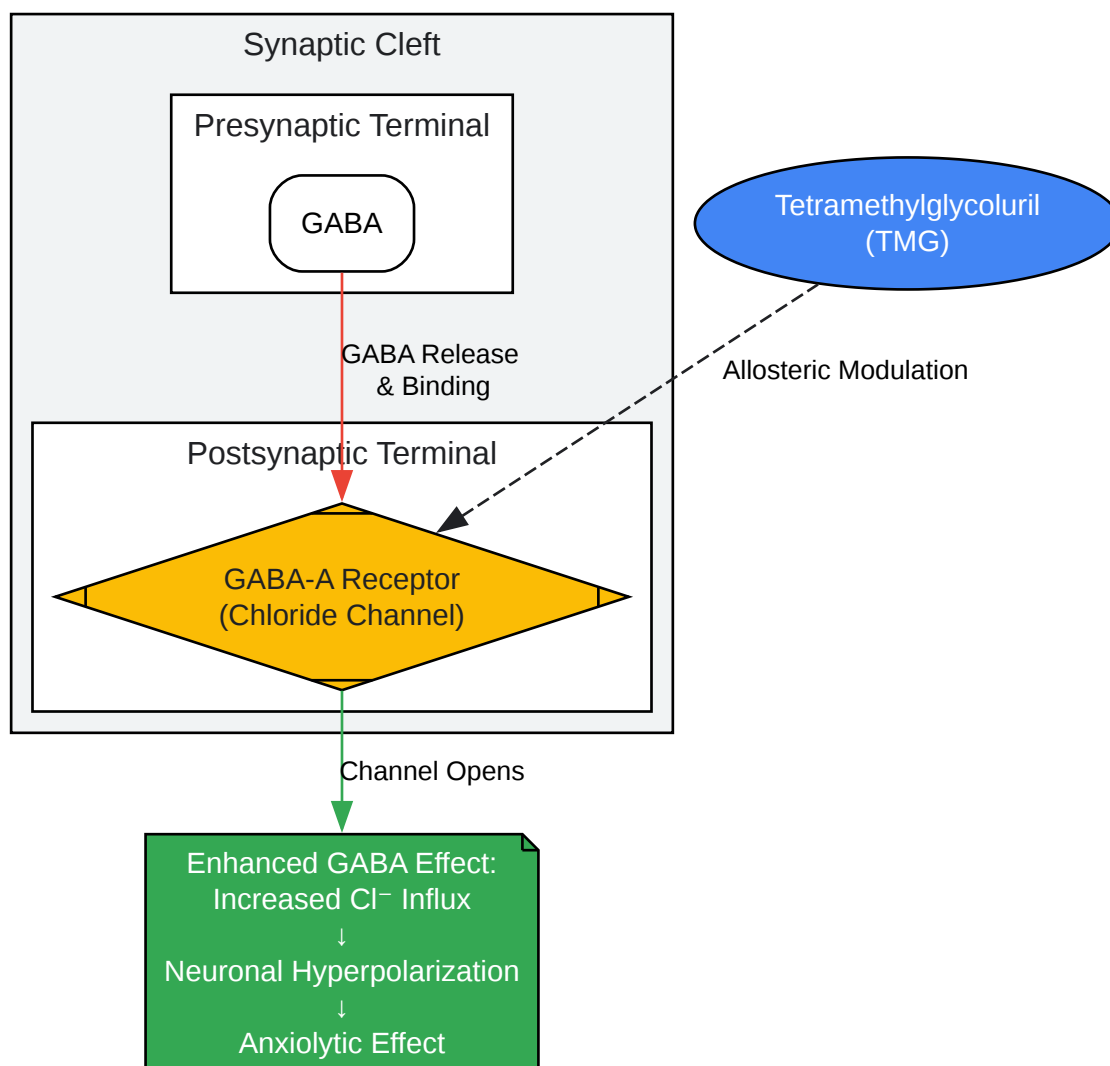 Synaptic Cleft
Presynaptic Terminal
GABA
Tetramethylglycoluril
(TMG)
GABA Release
& Binding
Allosteric Modulation
Postsynaptic Terminal
GABA-A Receptor
(Chloride Channel)
Channel Opens
Enhanced GABA Effect:
Increased Cl⁻ Influx
↓
Neuronal Hyperpolarization
↓
Anxiolytic Effect